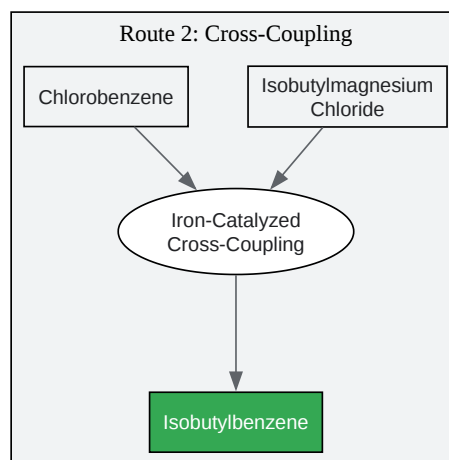 Route 2: Cross-Coupling
Chlorobenzene
Isobutylmagnesium
Chloride
Iron-Catalyzed
Cross-Coupling
Isobutylbenzene